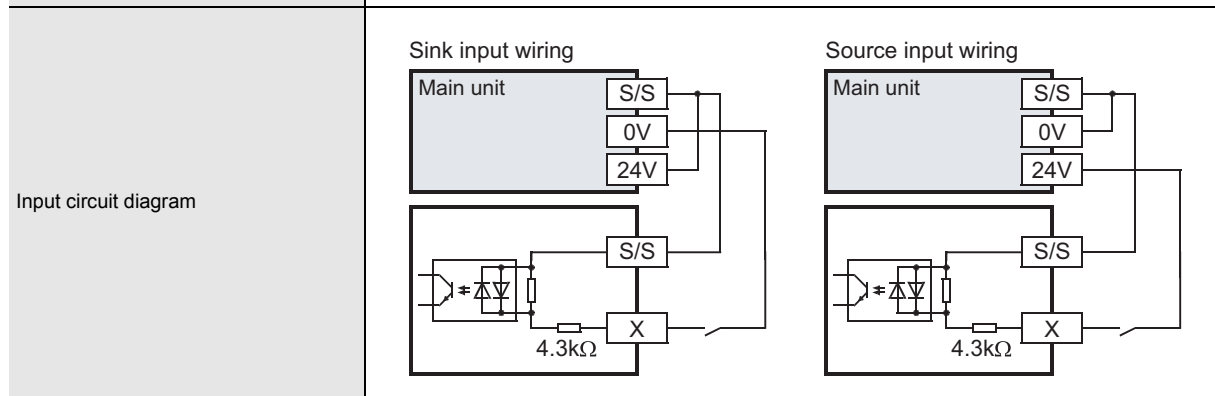 Input circuit diagram
Sink input wiring
Main unit
S/S
0V
24V
S/S
X
4.3kΩ
Source input wiring
Main unit
S/S
0V
24V
S/S
X
4.3kΩ